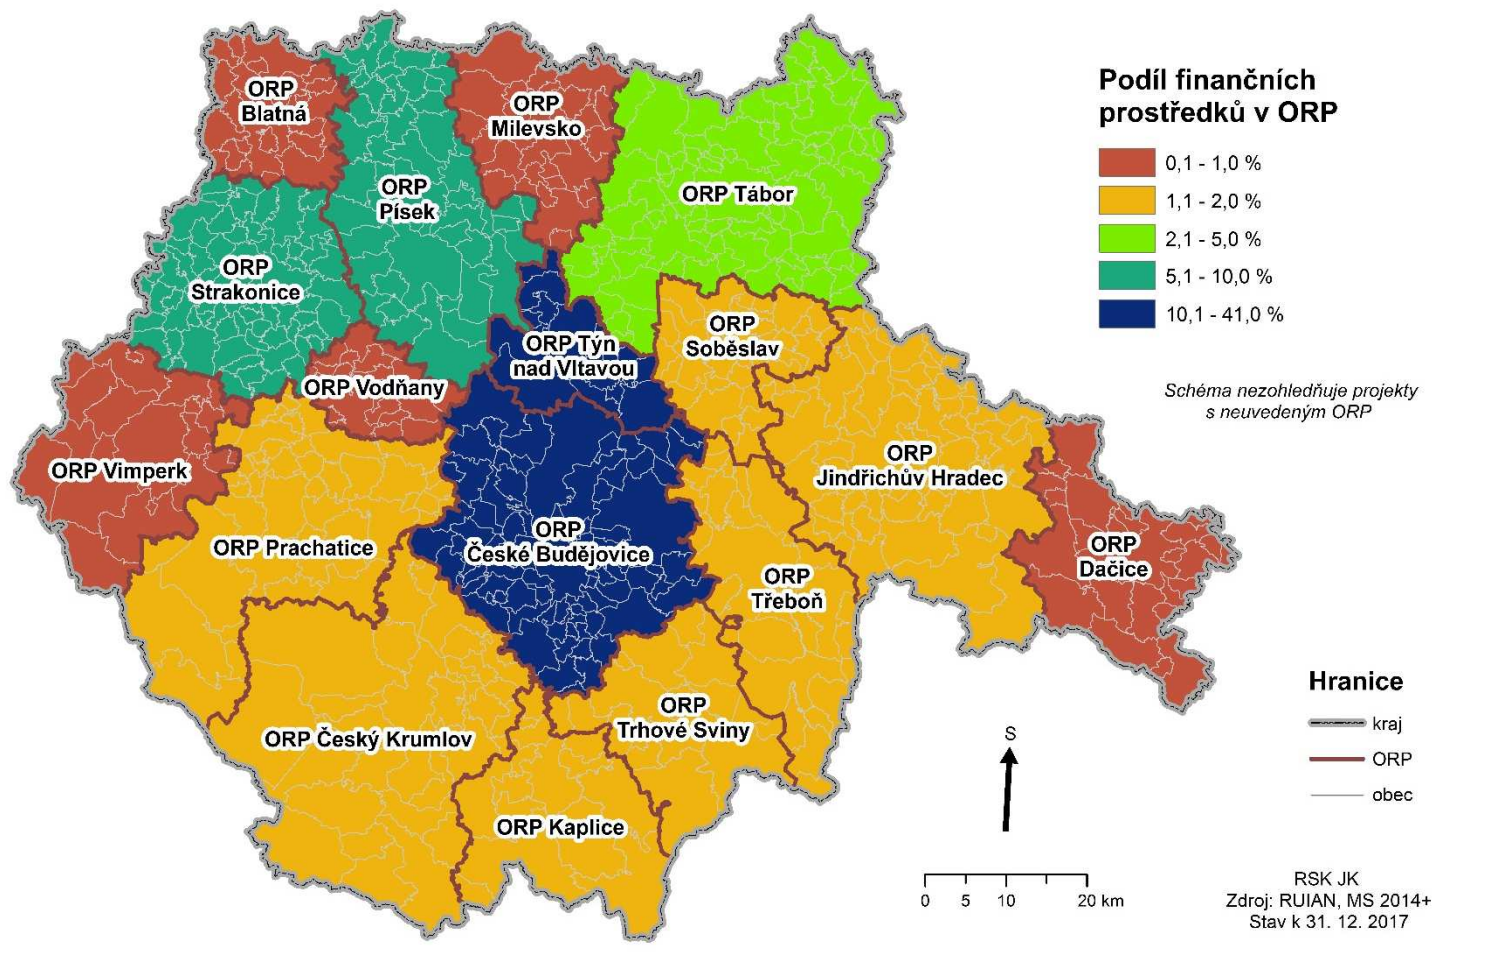 ORP
Blatná
ORP
Milevsko
ORP
Písek
ORP Tábor
ORP
Strakonice
ORP
Soběslav
ORP Týn
nad Vltavou
ORP Vodňany
ORP Vimperk
ORP
Jindřichův Hradec
ORP Prachatice
ORP
České Budějovice
ORP
Dačice
ORP
Třeboň
ORP Český Krumlov
ORP
Trhové Sviny
ORP Kaplice
Podíl finančních
prostředků v ORP
0,1 - 1,0 %
1,1 - 2,0 %
2,1 - 5,0 %
5,1 - 10,0 %
10,1 - 41,0 %
Schéma nezohledňuje projekty
s neuvedeným ORP
Hranice
kraj
ORP
obec
S
0 5 10 20 km
RSK JK
Zdroj: RUIAN, MS 2014+
Stav k 31. 12. 2017